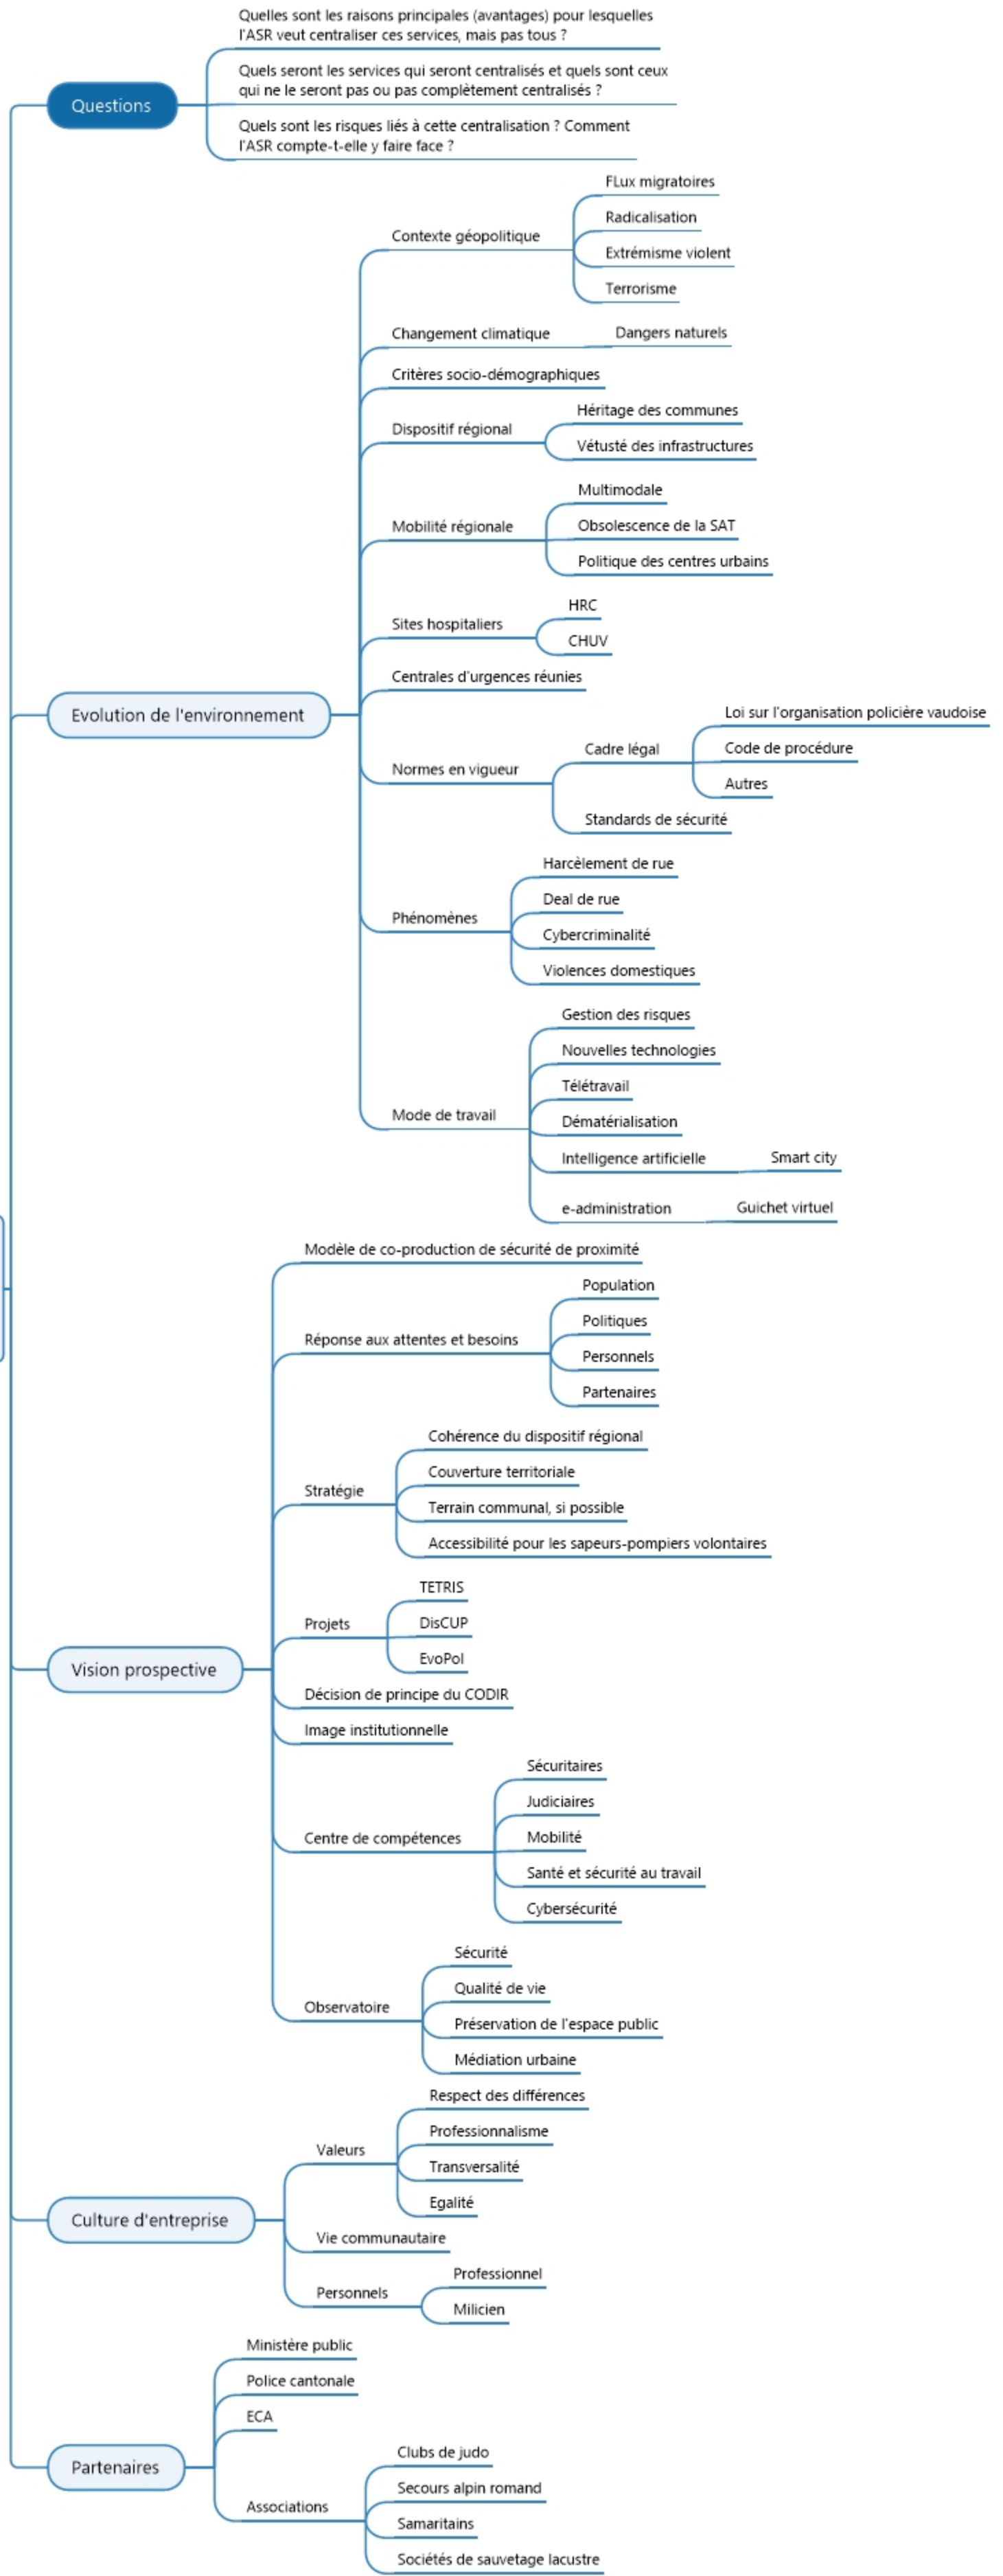 Quelles sont les raisons principales (avantages) pour lesquelles
l'ASR veut centraliser ces services, mais pas tous ?
Quels seront les services qui seront centralisés et quels sont ceux
qui ne le seront pas ou pas complètement centralisés ?
Questions
Quels sont les risques liés à cette centralisation ? Comment
l'ASR compte-t-elle y faire face ?
FLux migratoires
Radicalisation
Contexte géopolitique
Extrémisme violent
Terrorisme
Changement climatique
Dangers naturels
Critères socio-démographiques
Héritage des communes
Dispositif régional
Vétusté des infrastructures
Multimodale
Mobilité régionale
Obsolescence de la SAT
Politique des centres urbains
HRC
Sites hospitaliers
CHUV
Centrales d'urgences réunies
Evolution de l'environnement
Loi sur l'organisation policière vaudoise
Cadre légal
Code de procédure
Normes en vigueur
Autres
Standards de sécurité
Harcèlement de rue
Deal de rue
Phénomènes
Cybercriminalité
Violences domestiques
Gestion des risques
Nouvelles technologies
Télétravail
Mode de travail
Dématérialisation
Intelligence artificielle
Smart city
e-administration
Guichet virtuel
Modèle de co-production de sécurité de proximité
Population
Politiques
Réponse aux attentes et besoins
Personnels
Partenaires
Cohérence du dispositif régional
Couverture territoriale
Stratégie
Terrain communal, si possible
Accessibilité pour les sapeurs-pompiers volontaires
TETRIS
Projets
DisCUP
EvoPol
Vision prospective
Décision de principe du CODIR
Image institutionnelle
Sécuritaires
Judiciaires
Centre de compétences
Mobilité
Santé et sécurité au travail
Cybersécurité
Sécurité
Qualité de vie
Observatoire
Préservation de l'espace public
Médiation urbaine
Respect des différences
Professionnalisme
Valeurs
Transversalité
Egalité
Culture d'entreprise
Vie communautaire
Professionnel
Personnels
Milicien
Ministère public
Police cantonale
ECA
Partenaires
Clubs de judo
Secours alpin romand
Associations
Samaritains
Sociétés de sauvetage lacustre